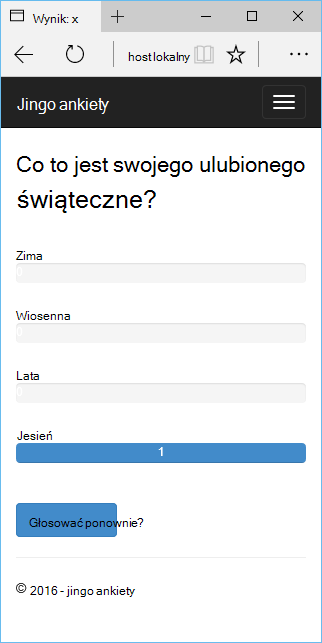 Wynik: x
host lokalny
Jingo ankiety
Co to jest swojego ulubionego
świąteczne?
Zima
0
Wiosenna
0
Lata
0
Jesień
1
Głosować ponownie?
© 2016 - jingo ankiety